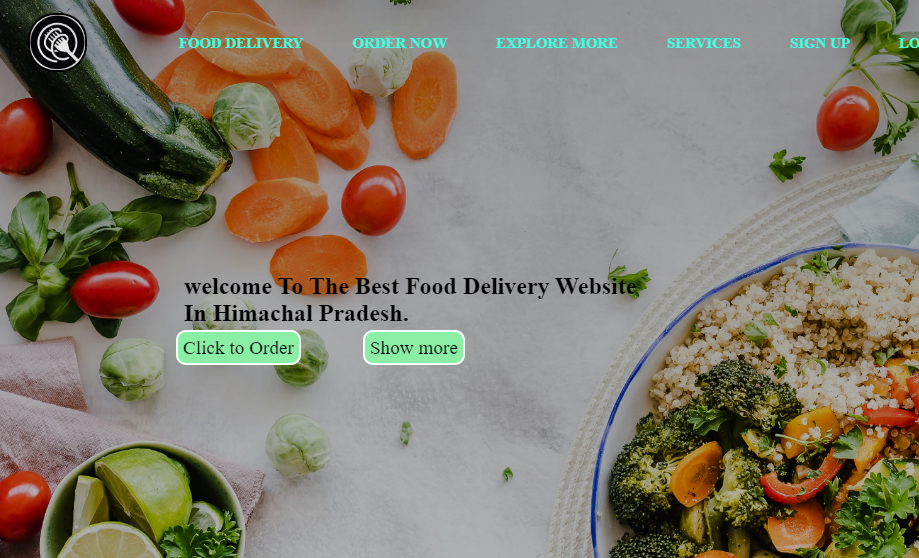 FOOD DELIVERY ORDER NOW EXPLORE MORE SERVICES SIGN UP LO
welcome To The Best Food Delivery Website
In Himachal Pradesh.
Click to Order Show more